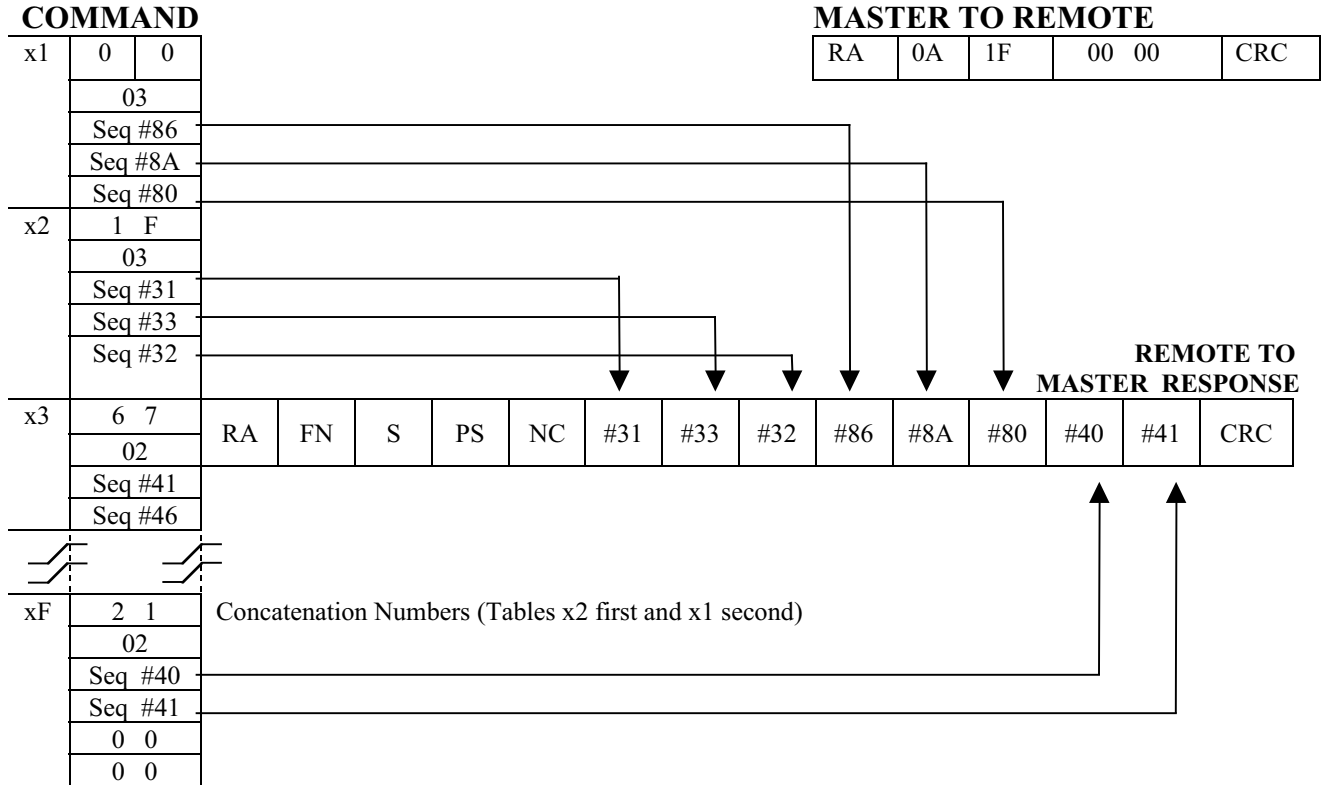 COMMAND
MASTER TO REMOTE
RA 0A 1F 00 00 CRC
x1 0 0
03
Seq #86
Seq #8A
Seq #80
x2 1 F
03
Seq #31
Seq #33
Seq #32
REMOTE TO
MASTER RESPONSE
x3 6 7
02
Seq #41
Seq #46
RA FN S PS NC #31 #33 #32 #86 #8A #80 #40 #41 CRC
xF 2 1
Concatenation Numbers (Tables x2 first and x1 second)
02
Seq #40
Seq #41
0 0
0 0